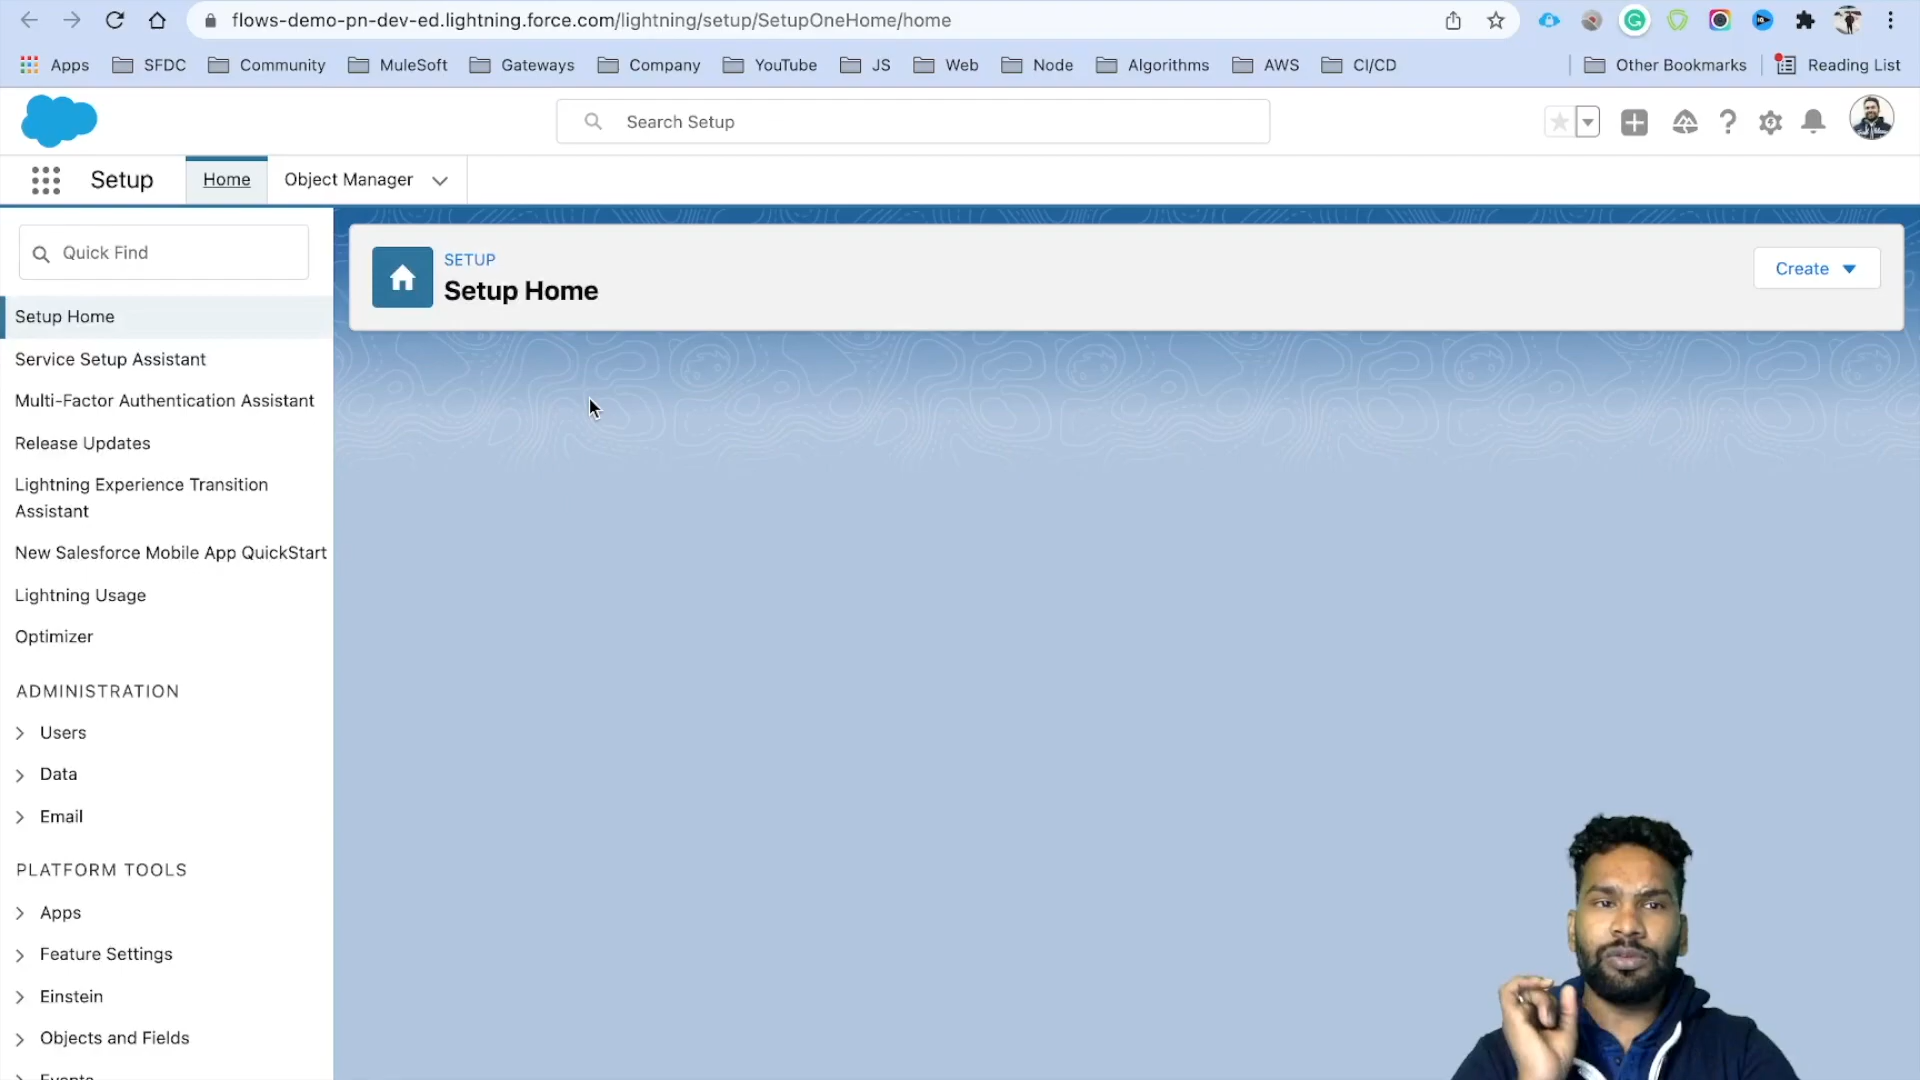 flows-demo-pn-dev-ed.lightning.force.com/lightning/setup/SetupOneHome/home
Apps SFDC Community MuleSoft Gateways Company YouTube JS Web Node Algorithms AWS CI/CD Other Bookmarks Reading List
Search Setup
Setup Home Object Manager
Quick Find
SETUP
Setup Home
Create
Setup Home
Service Setup Assistant
Multi-Factor Authentication Assistant
Release Updates
Lightning Experience Transition
Assistant
New Salesforce Mobile App QuickStart
Lightning Usage
Optimizer
ADMINISTRATION
Users
Data
Email
PLATFORM TOOLS
Apps
Feature Settings
Einstein
Objects and Fields
Events